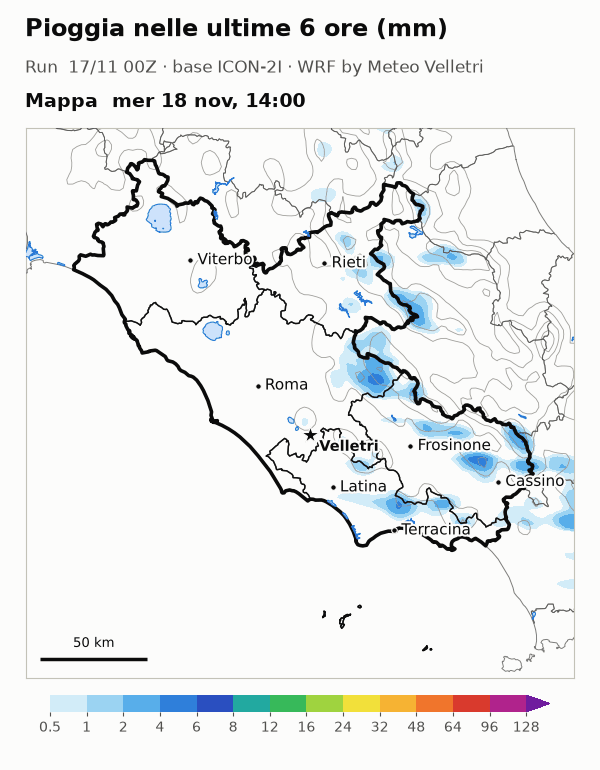 Pioggia nelle ultime 6 ore (mm)
Run  17/11 00Z · base ICON-2I · WRF by Meteo Velletri
Mappa  mer 18 nov, 14:00
Viterbo
Rieti
Roma
Velletri
Frosinone
Cassino
Latina
Terracina
50 km
0.5 1 2 4 6 8 12 16 24 32 48 64 96 128